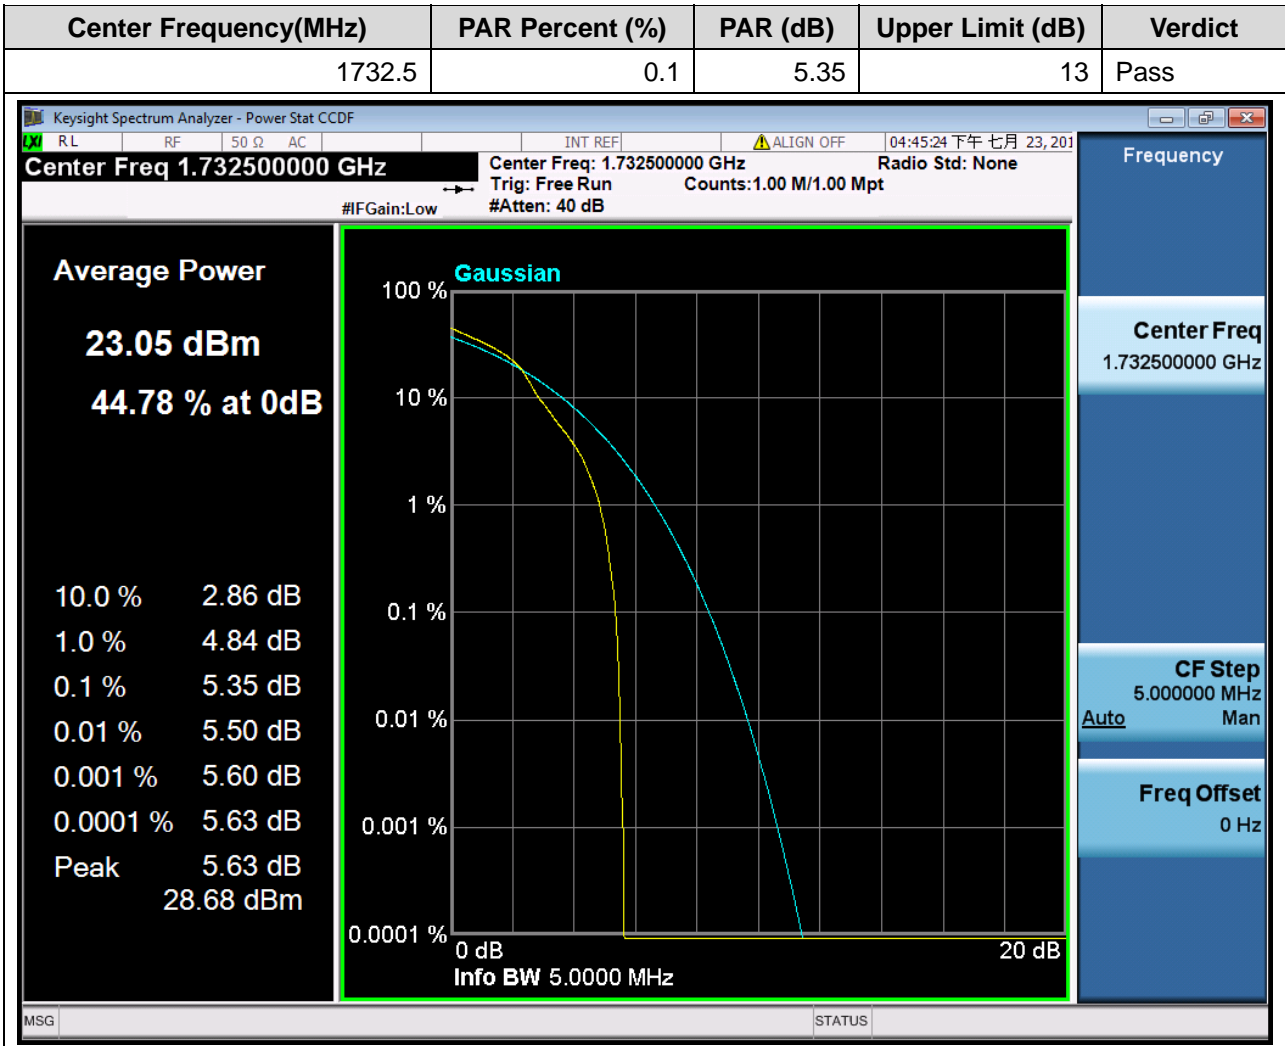 Center Frequency(MHz) PAR Percent (%) PAR (dB) Upper Limit (dB) Verdict
1732.5 0.1 5.35 13 Pass
Keysight Spectrum Analyzer - Power Stat CCDF
LXI RL RF 50 Ω AC INT REF ALIGN OFF 04:45:24 下午 七月 23, 201
Center Freq 1.732500000 GHz
Center Freq: 1.732500000 GHz Radio Std: None
Trig: Free Run Counts:1.00 M/1.00 Mpt
#IFGain:Low #Atten: 40 dB
Average Power
23.05 dBm
44.78 % at 0dB
10.0 % 2.86 dB
1.0 % 4.84 dB
0.1 % 5.35 dB
0.01 % 5.50 dB
0.001 % 5.60 dB
0.0001 % 5.63 dB
Peak 5.63 dB
28.68 dBm
Gaussian
100 %
10 %
1 %
0.1 %
0.01 %
0.001 %
0.0001 %
0 dB 20 dB
Info BW 5.0000 MHz
Frequency
Center Freq
1.732500000 GHz
CF Step
5.000000 MHz
Auto Man
Freq Offset
0 Hz
MSG STATUS